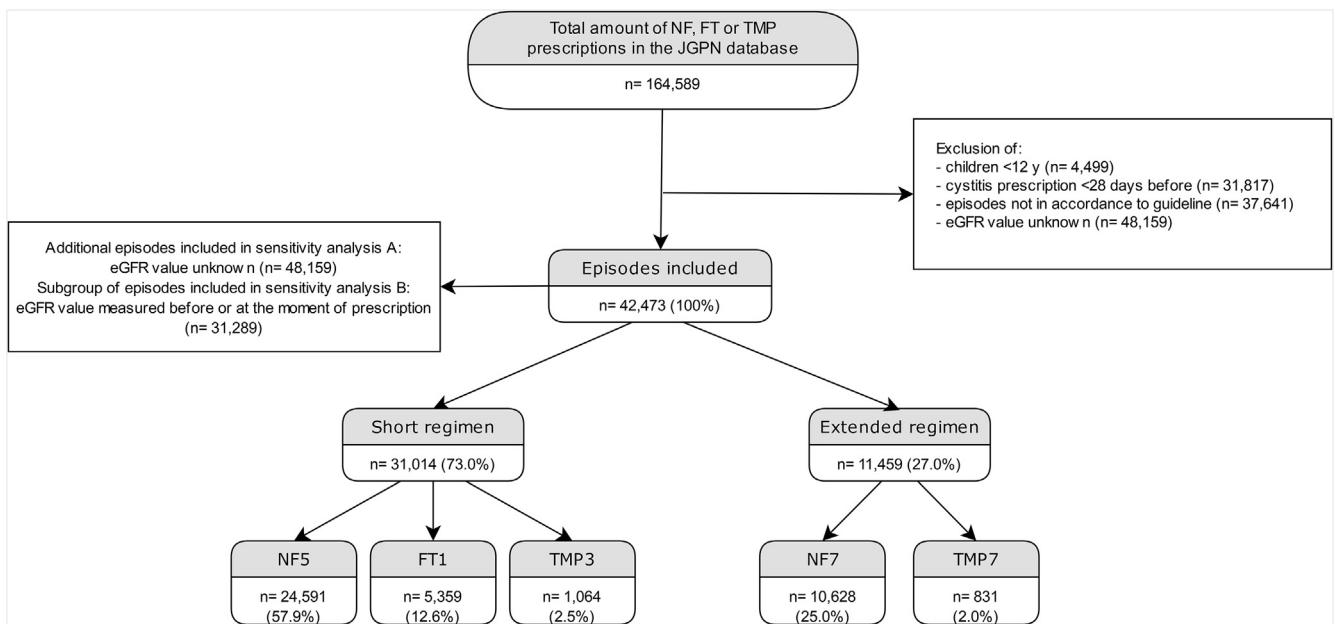 Total amount of NF, FT or TMP
prescriptions in the JGPN database
n= 164,589
Exclusion of:
- children <12 y (n= 4,499)
- cystitis prescription <28 days before (n= 31,817)
- episodes not in accordance to guideline (n= 37,641)
- eGFR value unknown (n= 48,159)
Additional episodes included in sensitivity analysis A:
eGFR value unknown (n= 48,159)
Subgroup of episodes included in sensitivity analysis B:
eGFR value measured before or at the moment of prescription
(n= 31,289)
Episodes included
n= 42,473 (100%)
Short regimen
n= 31,014 (73.0%)
Extended regimen
n= 11,459 (27.0%)
NF5
n= 24,591
(57.9%)
FT1
n= 5,359
(12.6%)
TMP3
n= 1,064
(2.5%)
NF7
n= 10,628
(25.0%)
TMP7
n= 831
(2.0%)